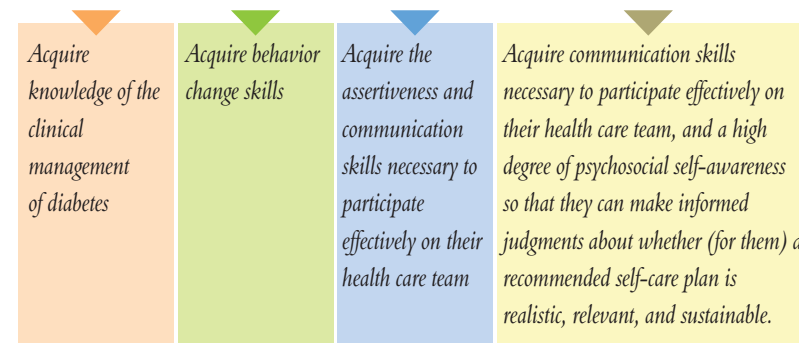 Acquire
knowledge of the
clinical
management
of diabetes
Acquire behavior
change skills
Acquire the
assertiveness and
communication
skills necessary to
participate
effectively on their
health care team
Acquire communication skills
necessary to participate effectively on
their health care team, and a high
degree of psychosocial self-awareness
so that they can make informed
judgments about whether (for them) a
recommended self-care plan is
realistic, relevant, and sustainable.